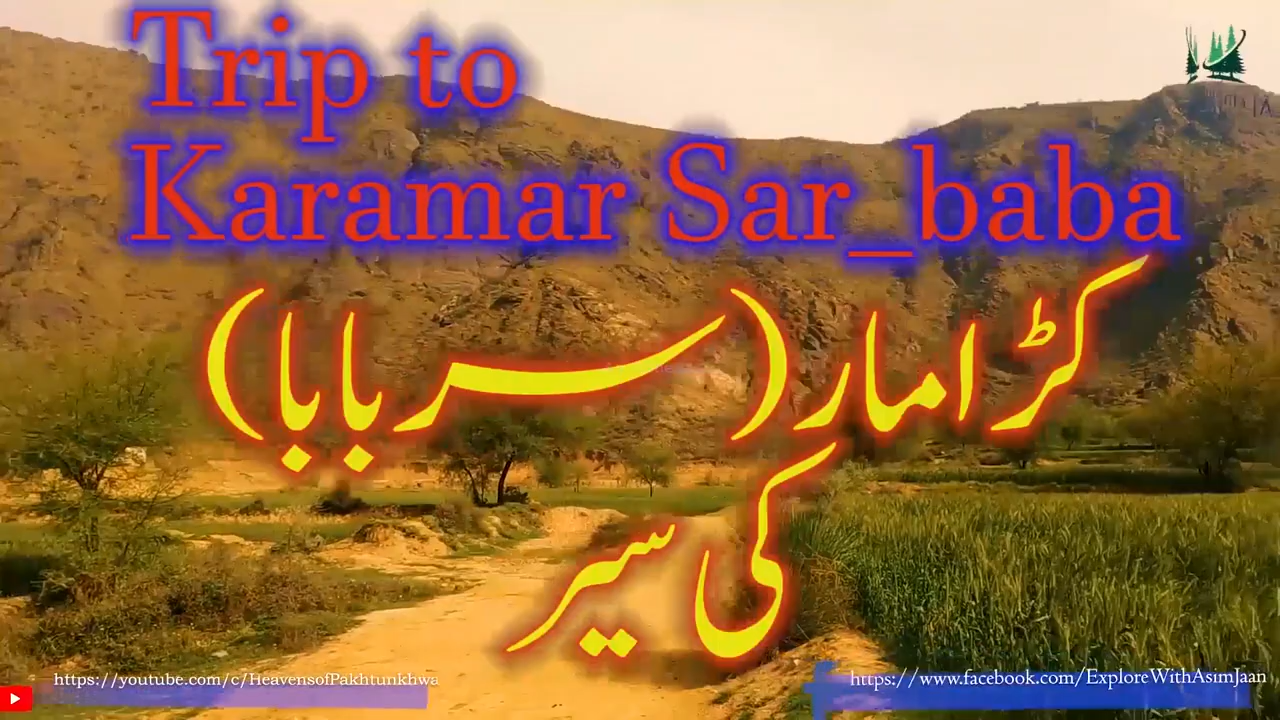 Trip to
Karamar Sar_baba
کڑامار(سربابا)
کی سیر
https://youtube.com/c/HeavensofPakhtunkhwa
https://www.facebook.com/ExploreWithAsimJaan